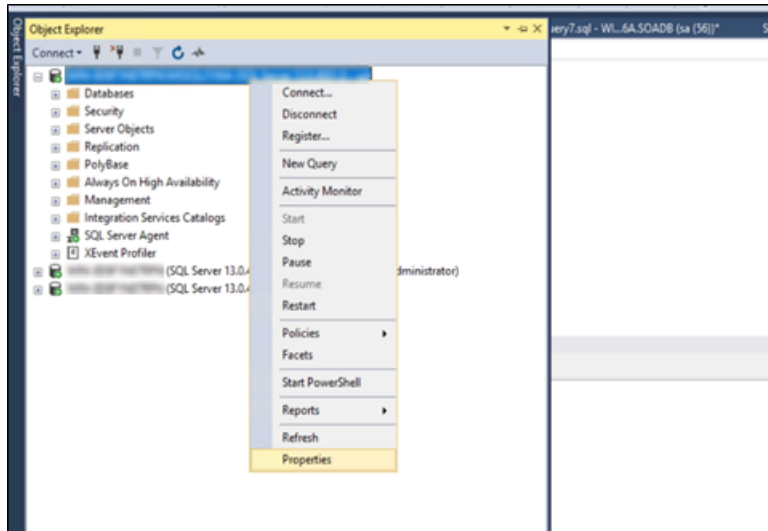 Object Explorer
Object Explorer
uery7.sql - WI...6A.SOADB (sa (56))*
S
Connect
Databases
Security
Server Objects
Replication
PolyBase
Always On High Availability
Management
Integration Services Catalogs
SQL Server Agent
XEvent Profiler
(SQL Server 13.0.4
dministrator)
(SQL Server 13.0.4
Connect...
Disconnect
Register...
New Query
Activity Monitor
Start
Stop
Pause
Resume
Restart
Policies
Facets
Start PowerShell
Reports
Refresh
Properties